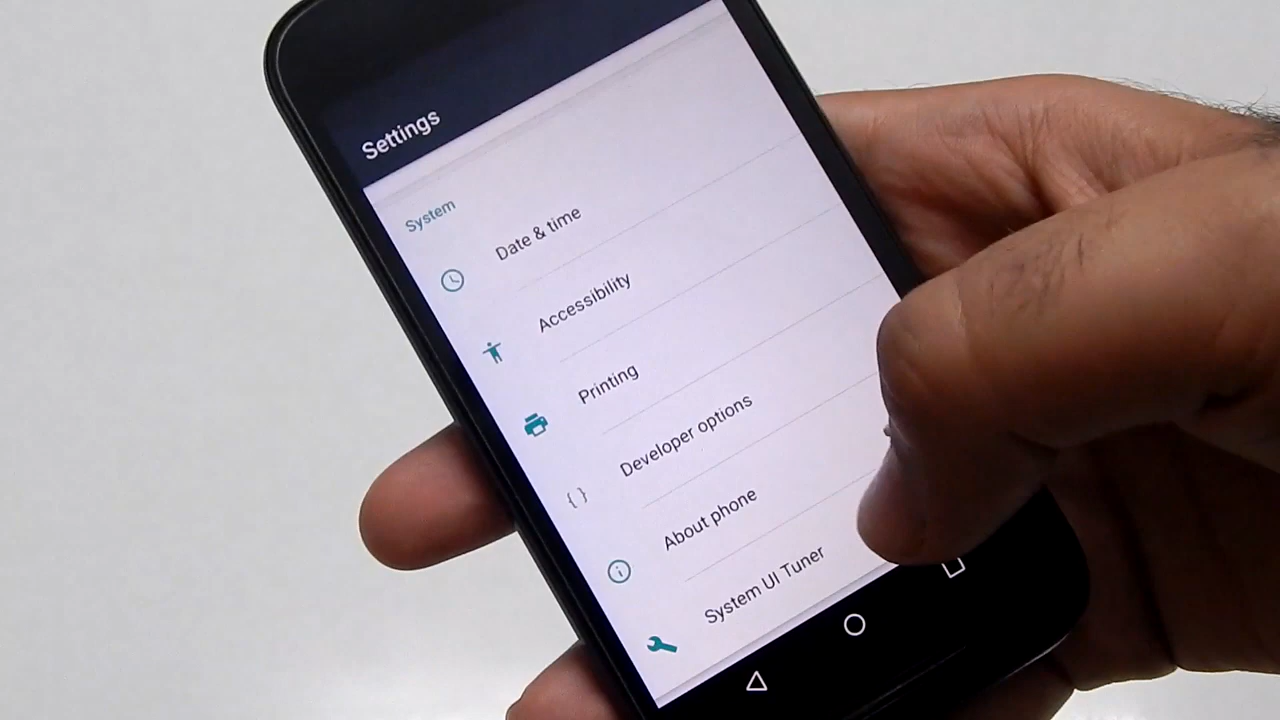 Settings
System
Date & time
Accessibility
Printing
{ } Developer options
About phone
System UI Tuner